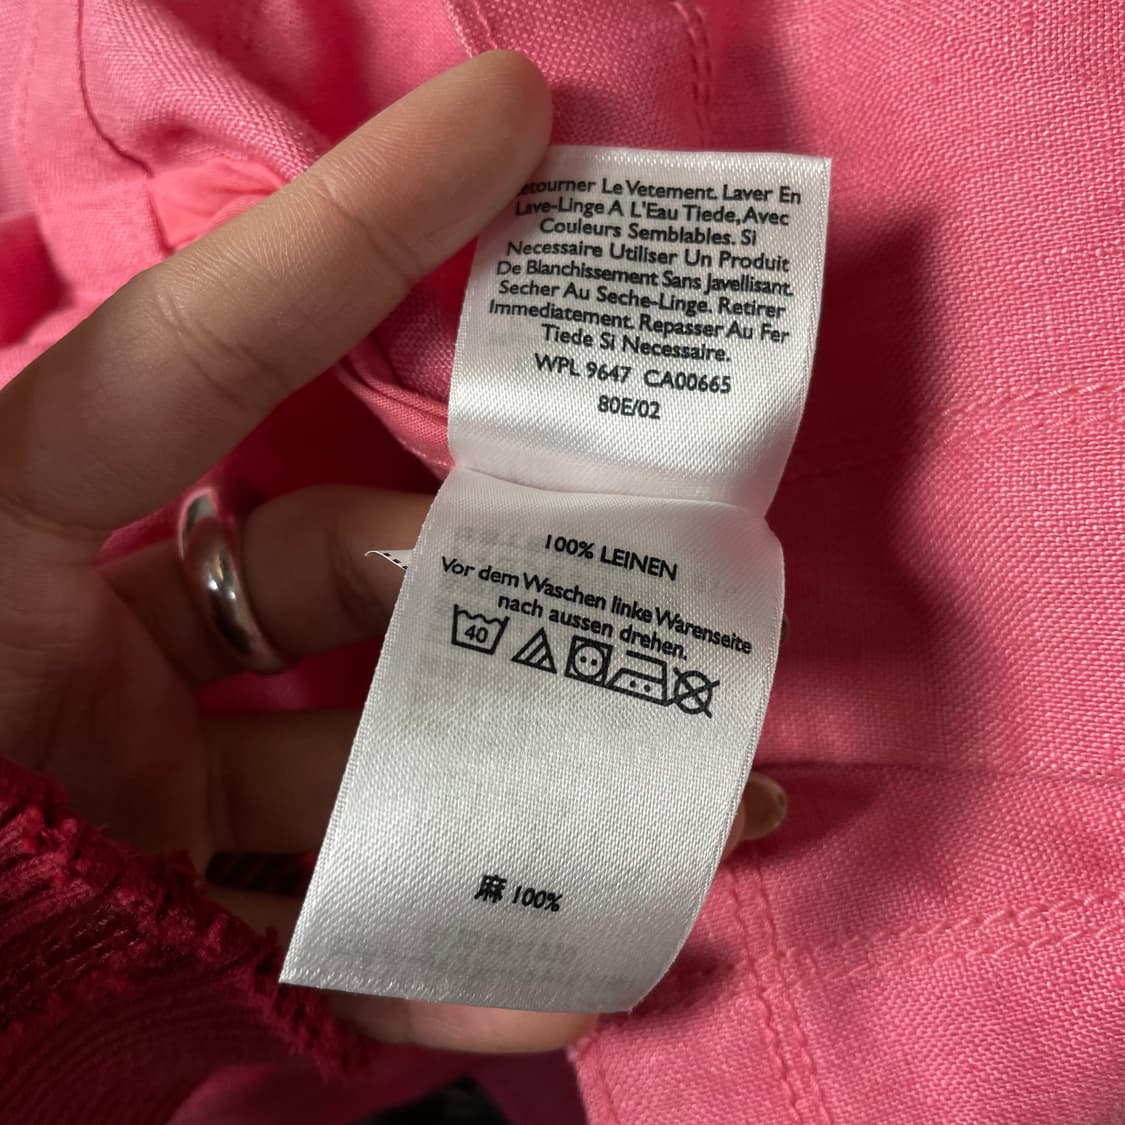 Le Vetement. Laver En
Lave-Linge A L'Eau Tiede, Avec
Couleurs Semblables. Si
Necessaire Utiliser Un Produit
De Blanchissement Sans Javellisant.
Secher Au Seche-Linge. Retirer
Immediatement. Repasser Au Fer
Tiede Si Necessaire.
WPL 9647 CA00665
80E/02
100% LEINEN
Vor dem Waschen linke Warenseite
nach aussen drehen.
40
麻 100%